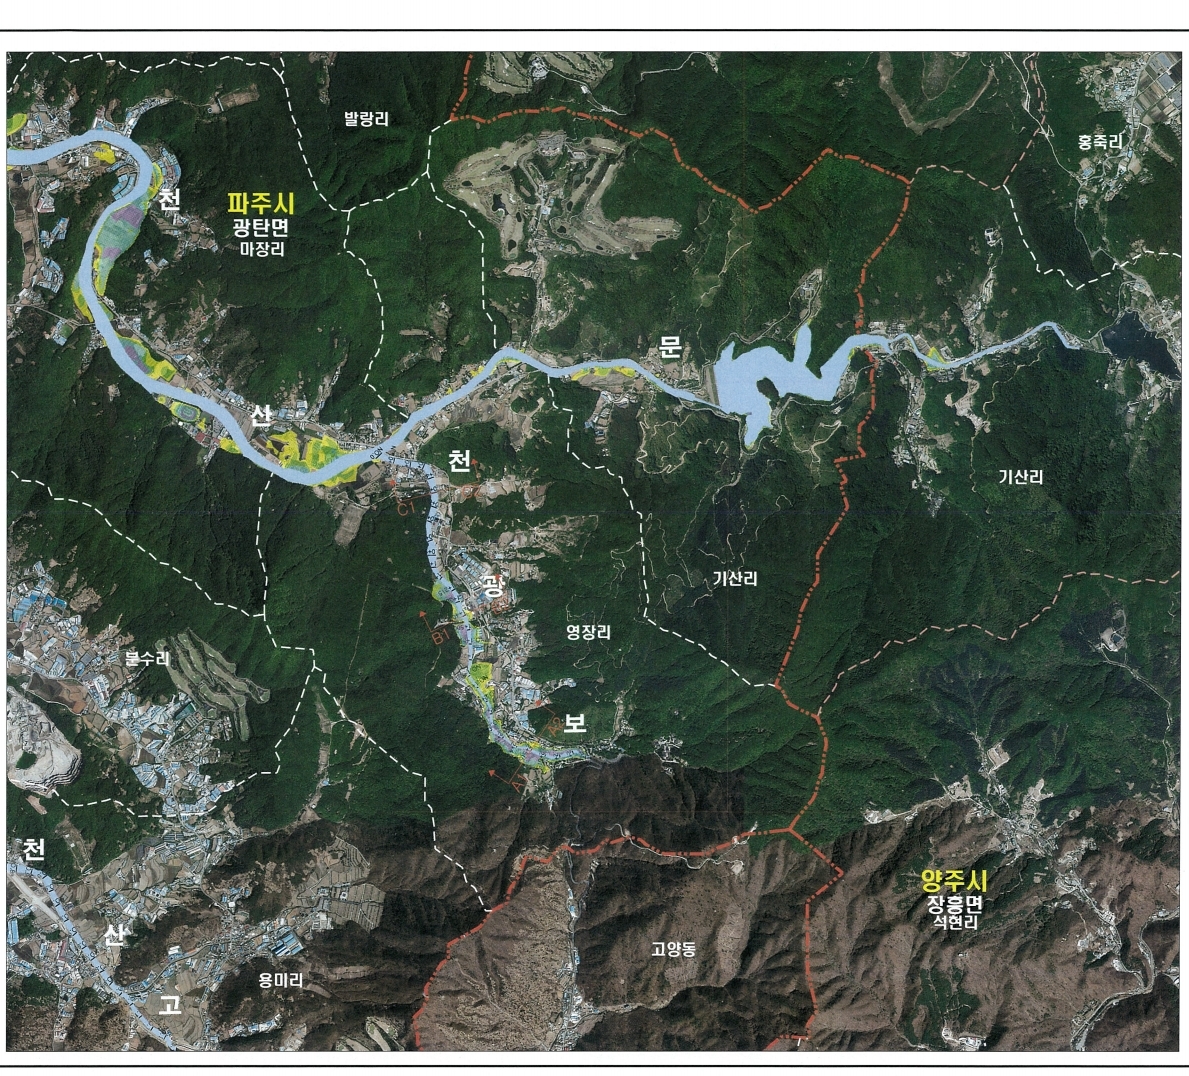 발랑리
홍죽리
천
파주시
광탄면
마장리
문
산
천
기산리
C1
광
기산리
B1
영장리
분수리
보
A2
A1
천
양주시
장흥면
석현리
산
고양동
용미리
고